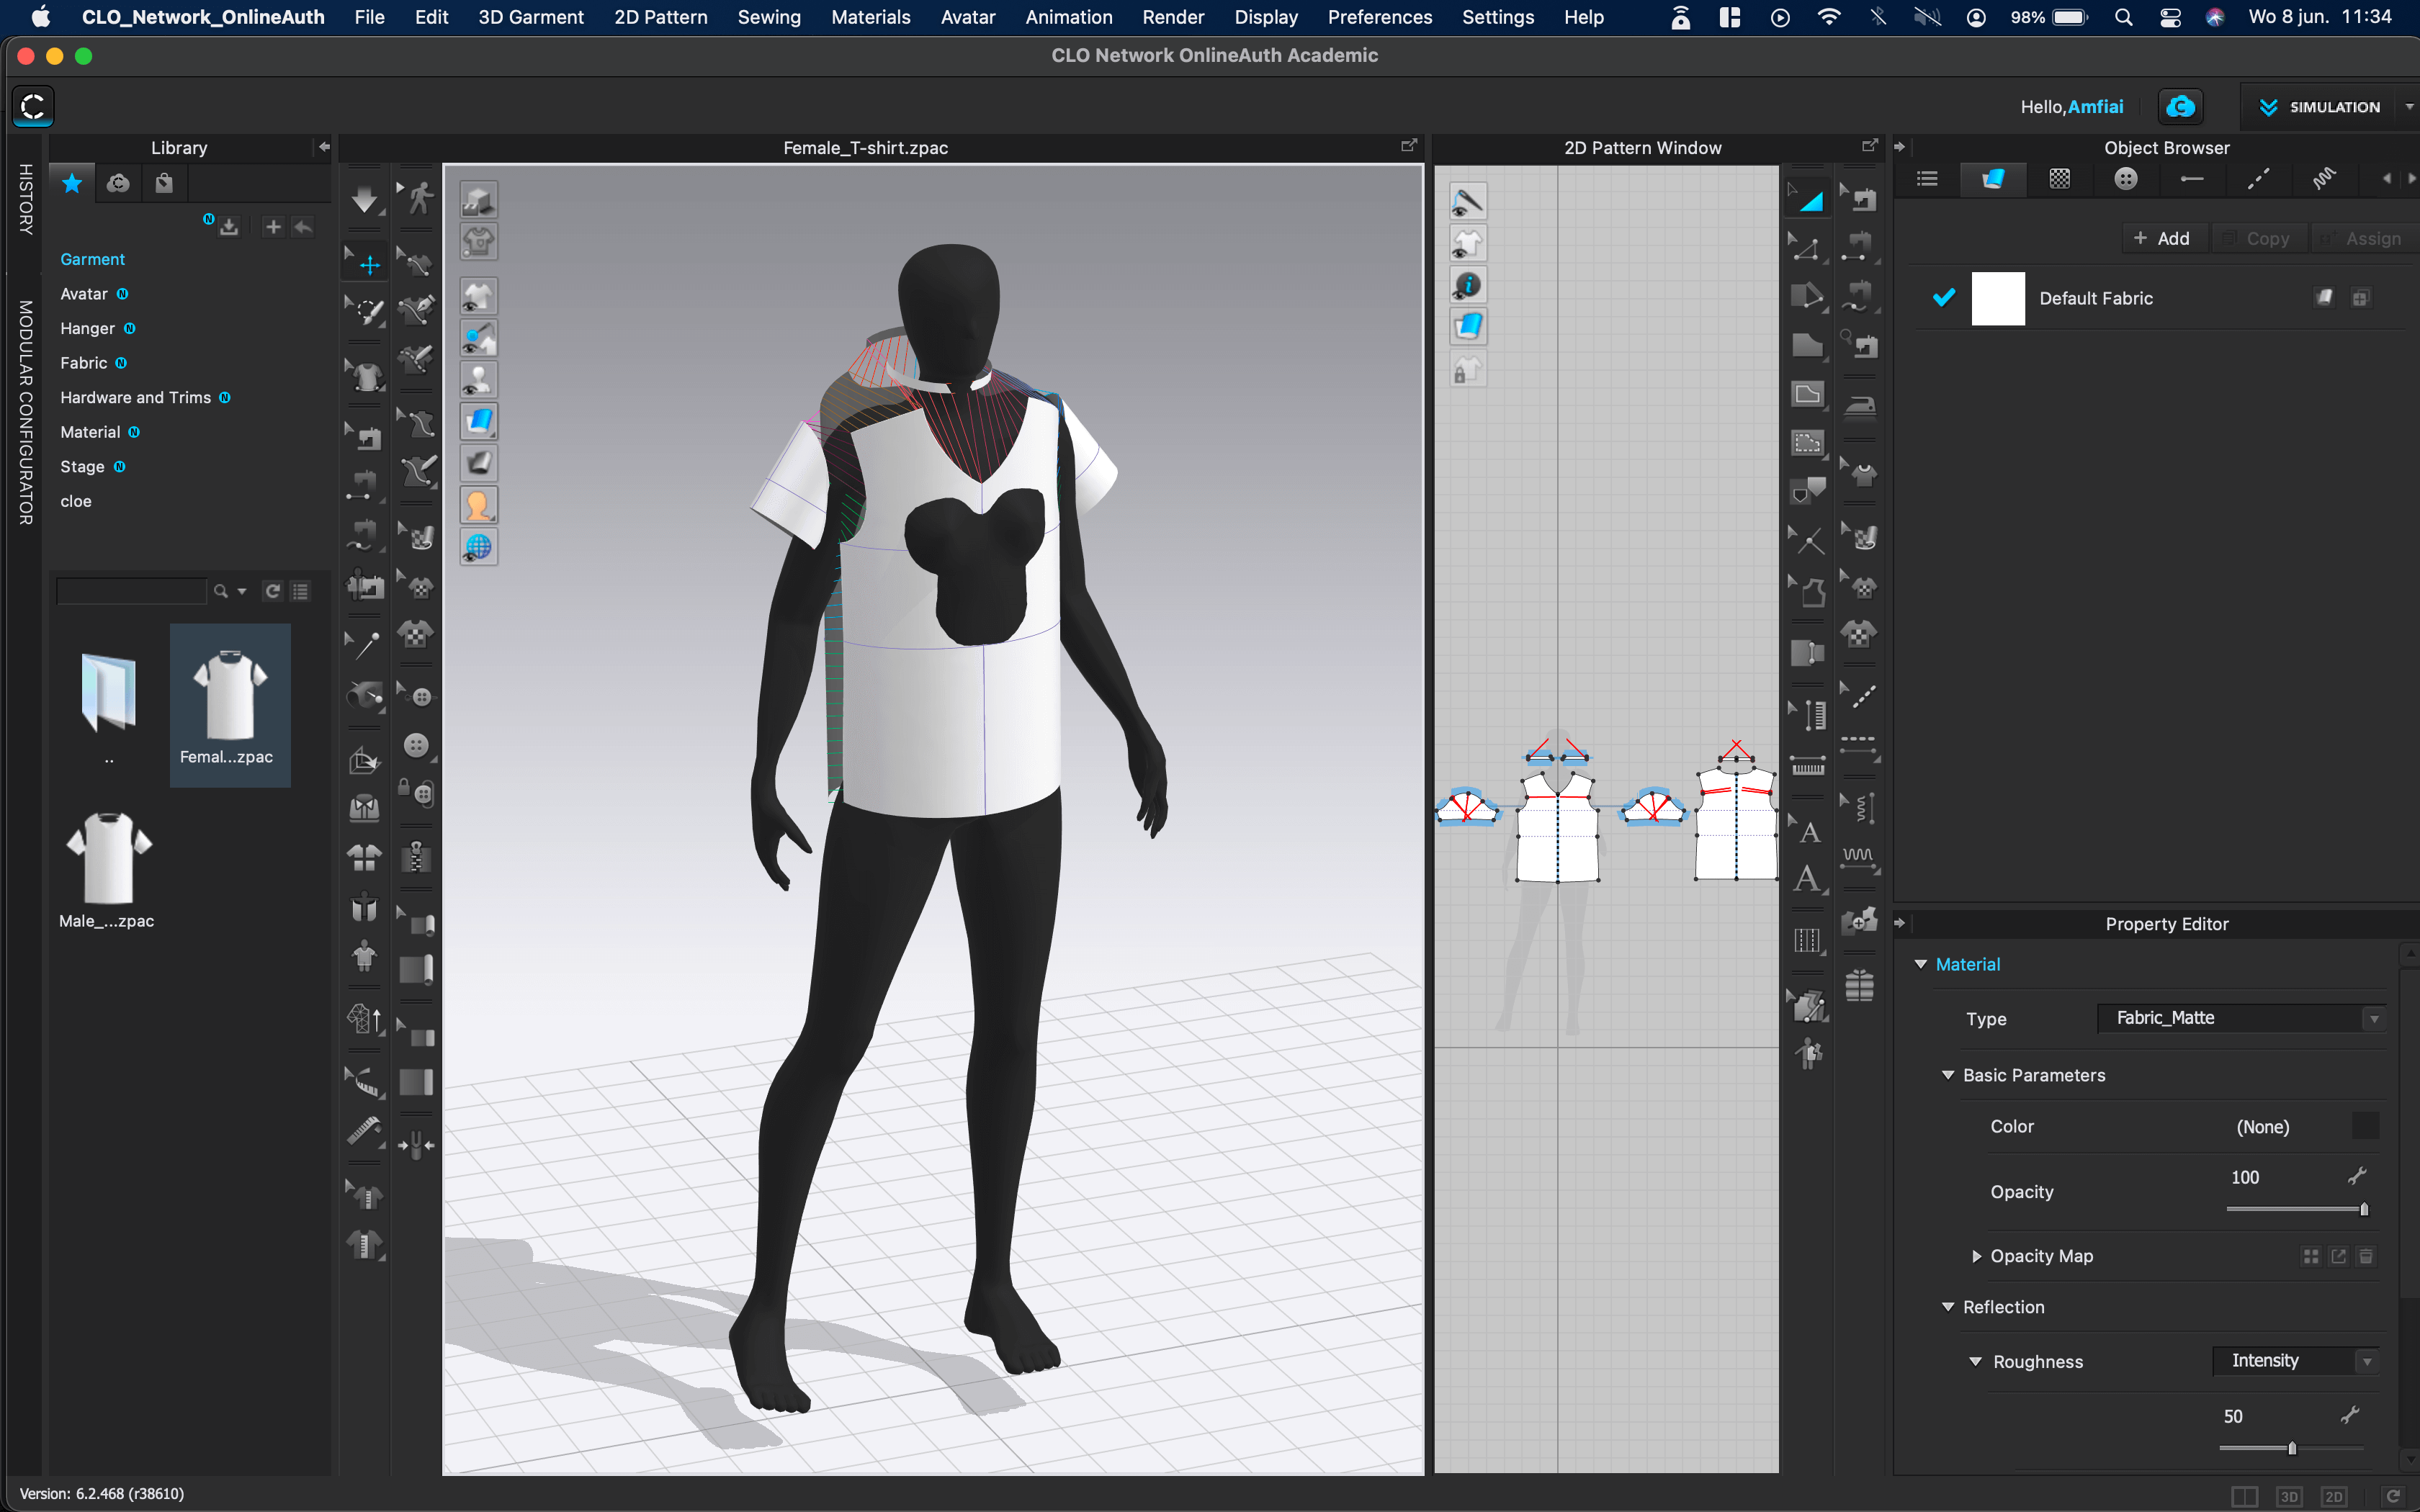 CLO_Network_OnlineAuth File Edit 3D Garment 2D Pattern Sewing Materials Avatar Animation Render Display Preferences Settings Help 98% Wo 8 jun. 11:34
CLO Network OnlineAuth Academic
Hello,Amfiai
SIMULATION
HISTORY
MODULAR CONFIGURATOR
Library
N
Garment
Avatar N
Hanger N
Fabric N
Hardware and Trims N
Material N
Stage N
cloe
..
Femal...zpac
Male_...zpac
Female_T-shirt.zpac
2D Pattern Window
A
A
Object Browser
+ Add Copy Assign
Default Fabric
Property Editor
Material
Type Fabric_Matte
Basic Parameters
Color (None)
Opacity 100
Opacity Map
Reflection
Roughness Intensity
50
Version: 6.2.468 (r38610)
3D 2D